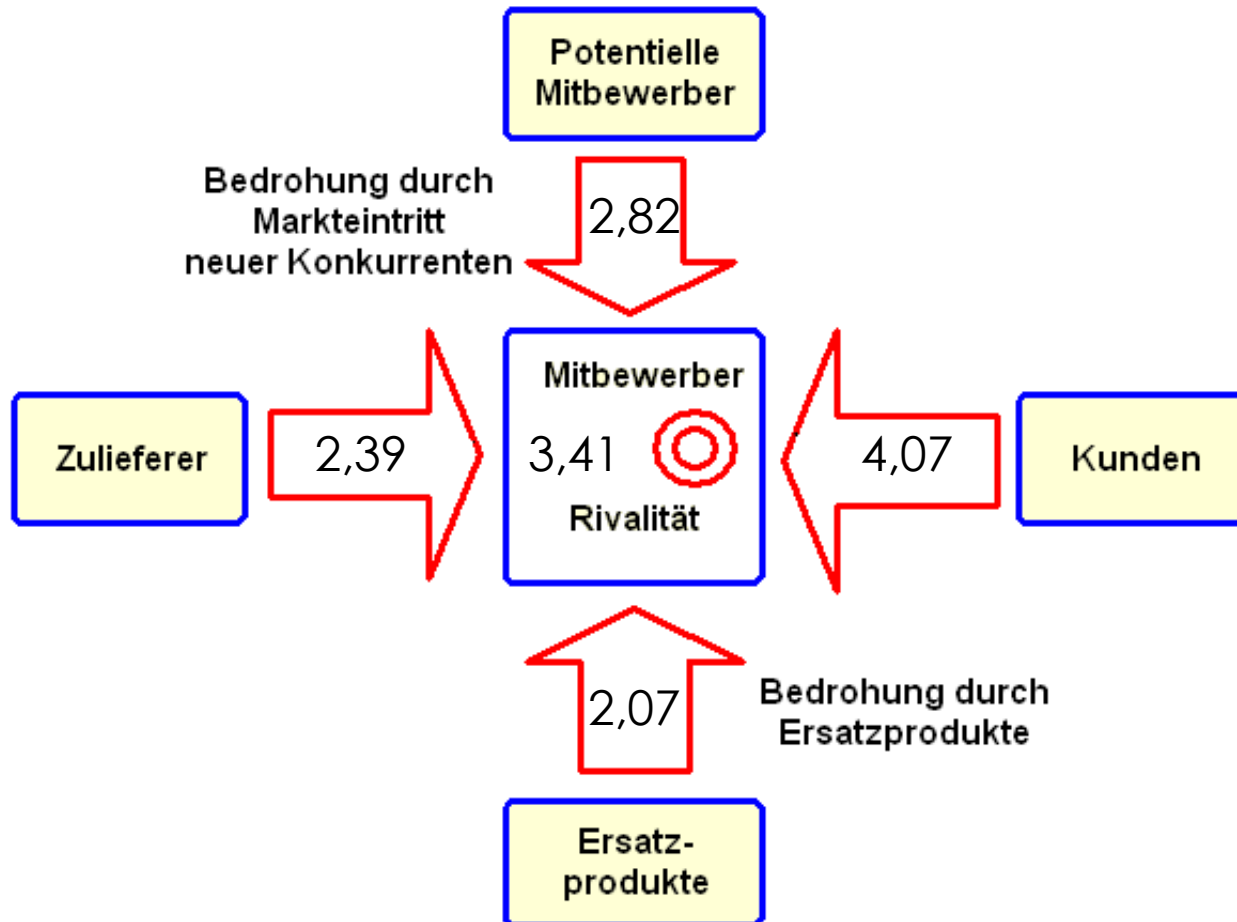 Potentielle
Mitbewerber
Bedrohung durch
Markteintritt
neuer Konkurrenten
2,82
Zulieferer
2,39
Mitbewerber
3,41
Rivalität
4,07
Kunden
2,07
Bedrohung durch
Ersatzprodukte
Ersatz-
produkte